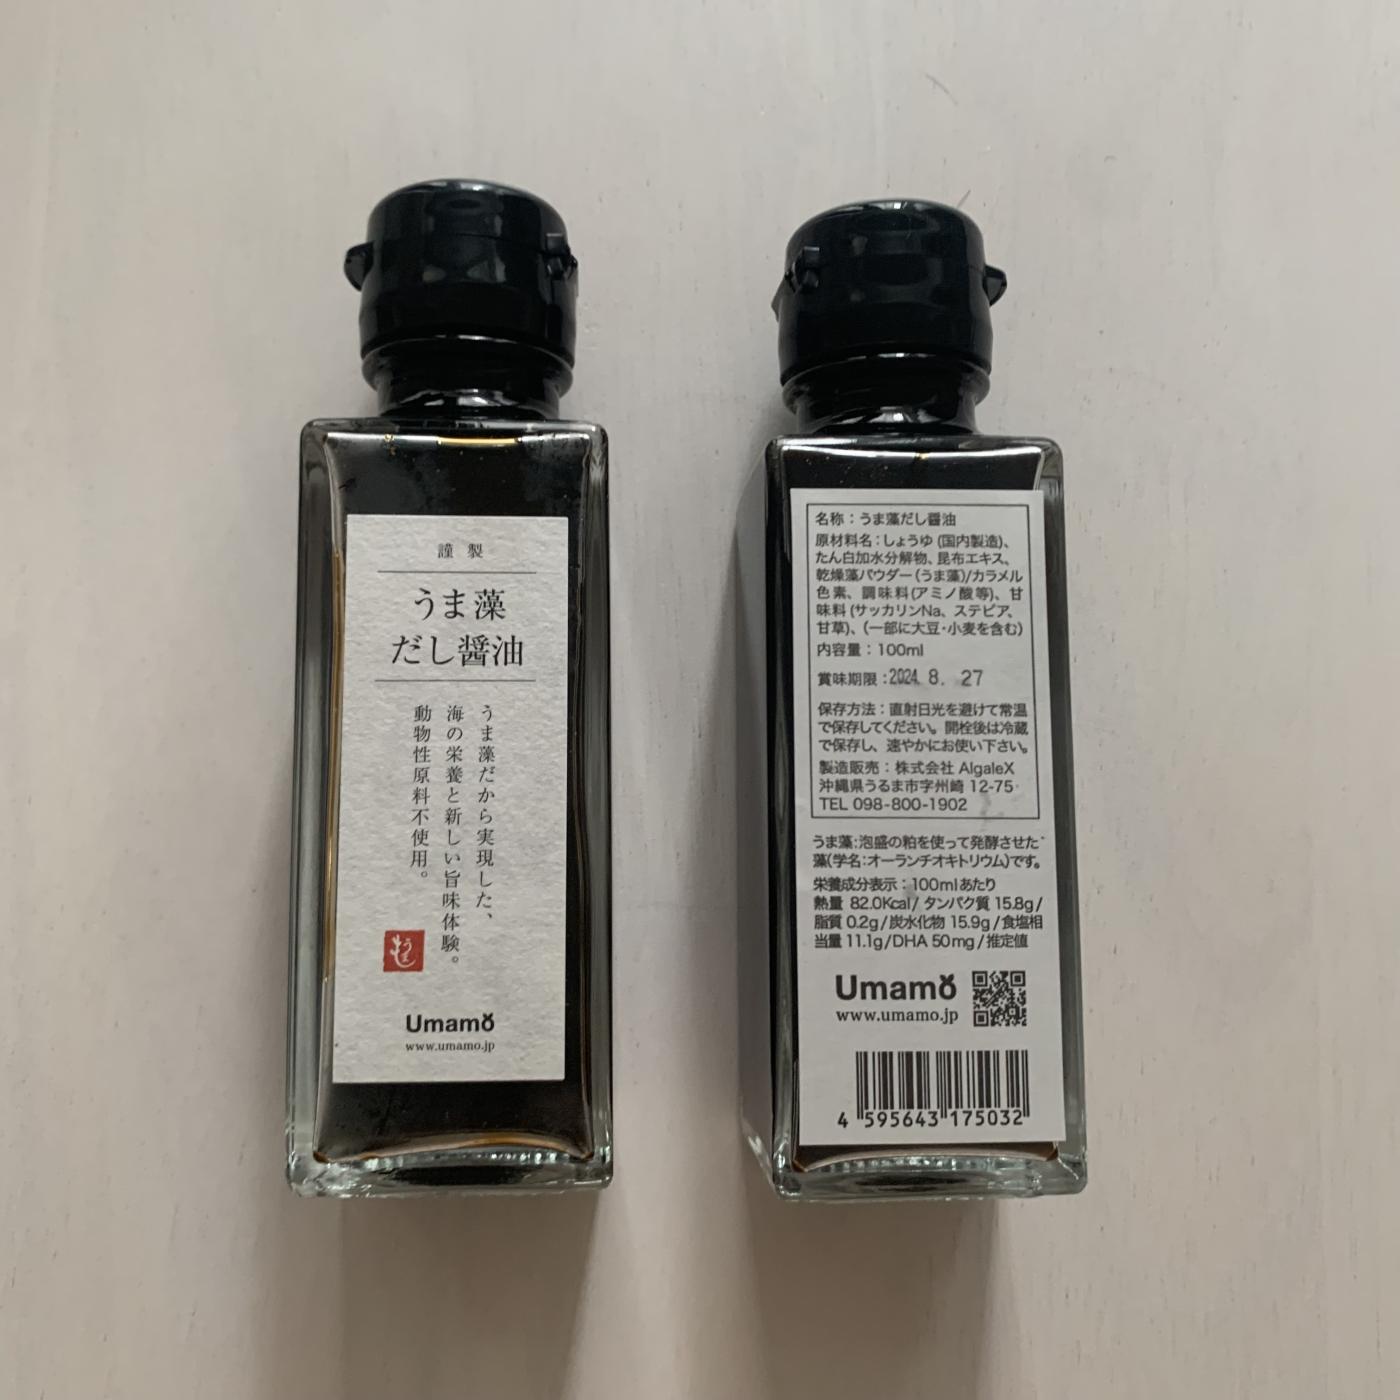 謹製
うま藻
だし醤油
うま藻だから実現した、
海の栄養と新しい旨味体験。
動物性原料不使用。
うまも
Umamo
www.umamo.jp
名称：うま藻だし醤油
原材料名：しょうゆ(国内製造)、
たん白加水分解物、昆布エキス、
乾燥藻パウダー(うま藻)/カラメル
色素、調味料(アミノ酸等)、甘
味料(サッカリンNa、ステビア、
甘草)、(一部に大豆・小麦を含む)
内容量：100ml
賞味期限：2024. 8. 27
保存方法：直射日光を避けて常温
で保存してください。開栓後は冷蔵
で保存し、速やかにお使い下さい。
製造販売：株式会社 AlgaleX
沖縄県うるま市字州崎 12-75
TEL 098-800-1902
うま藻:泡盛の粕を使って発酵させた
藻(学名:オーランチオキトリウム)です。
栄養成分表示：100mlあたり
熱量 82.0Kcal/タンパク質 15.8g/
脂質 0.2g/炭水化物 15.9g/食塩相
当量 11.1g/DHA 50mg/推定値
Umamo
www.umamo.jp
4 595643 175032